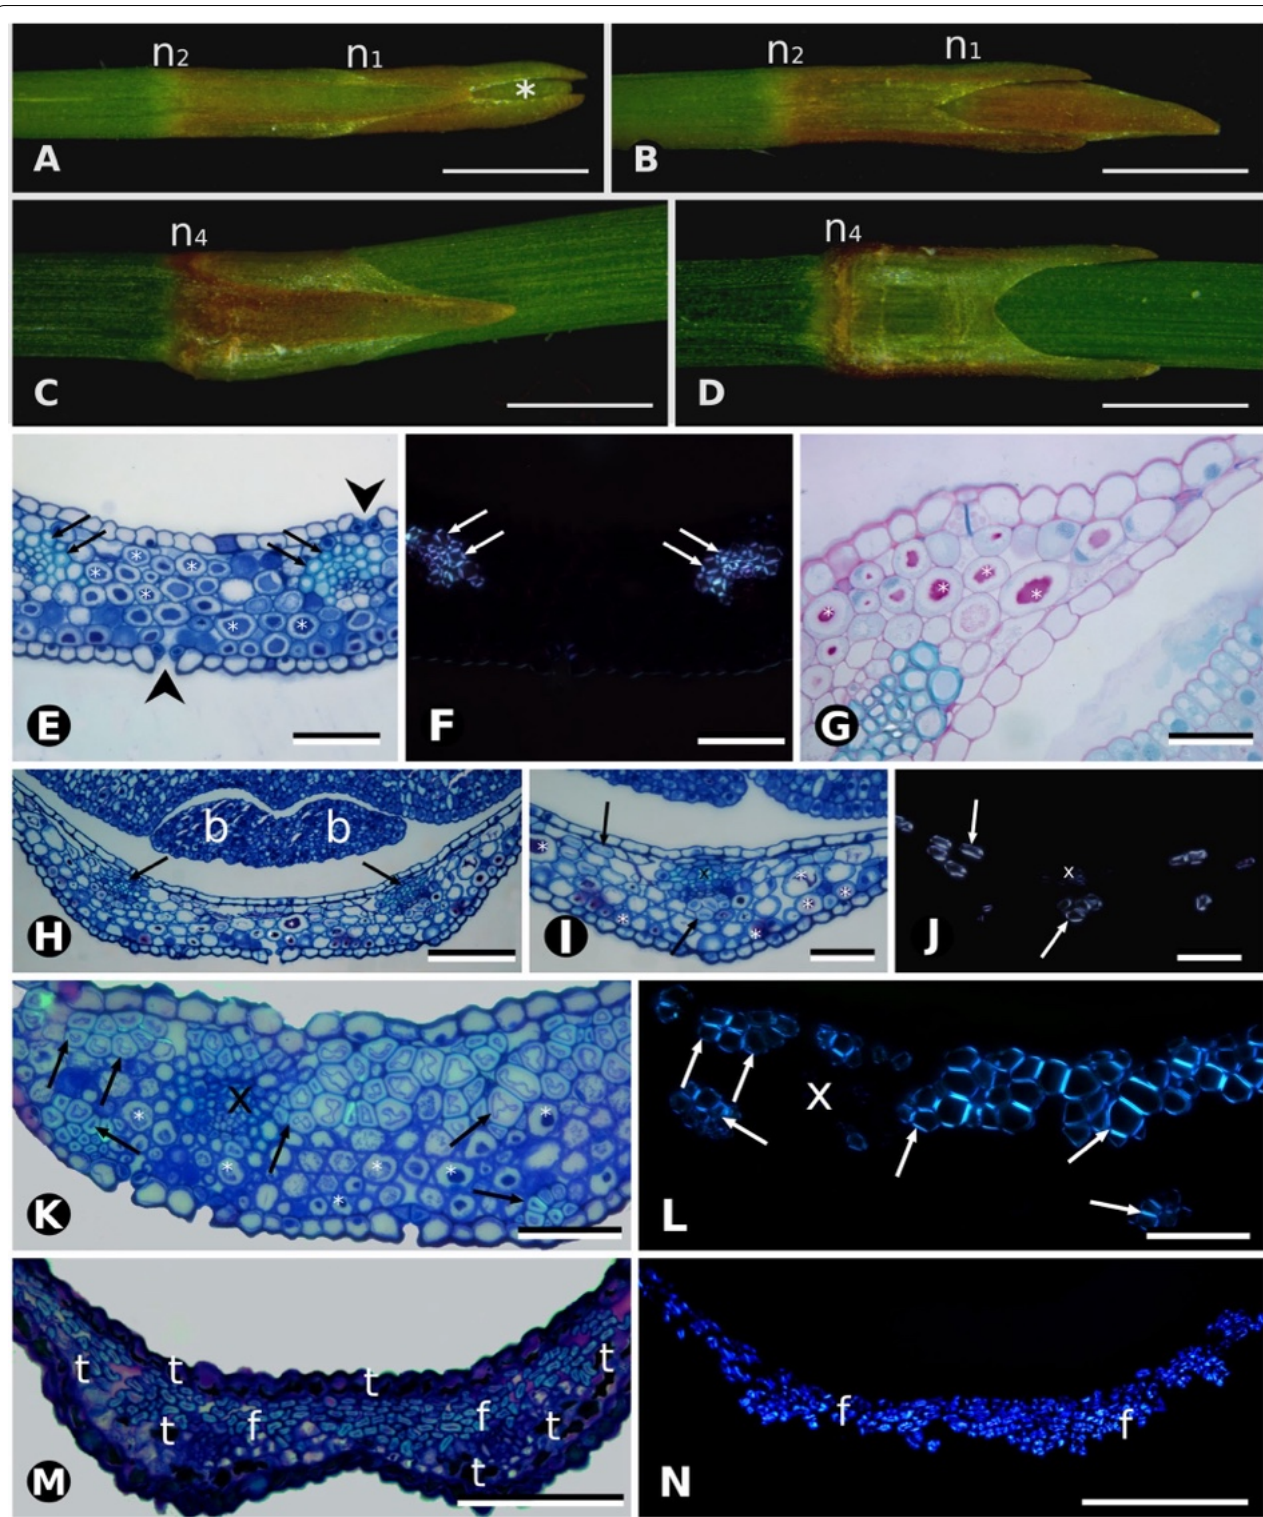 n2 n1 * n2 n1
A B
n4 n4
C D
* * * * * * * * *
E F G
b b * x * * * * * * x
H I J
x * * * * * * x
K L
t t t t f f t t t f f
M N